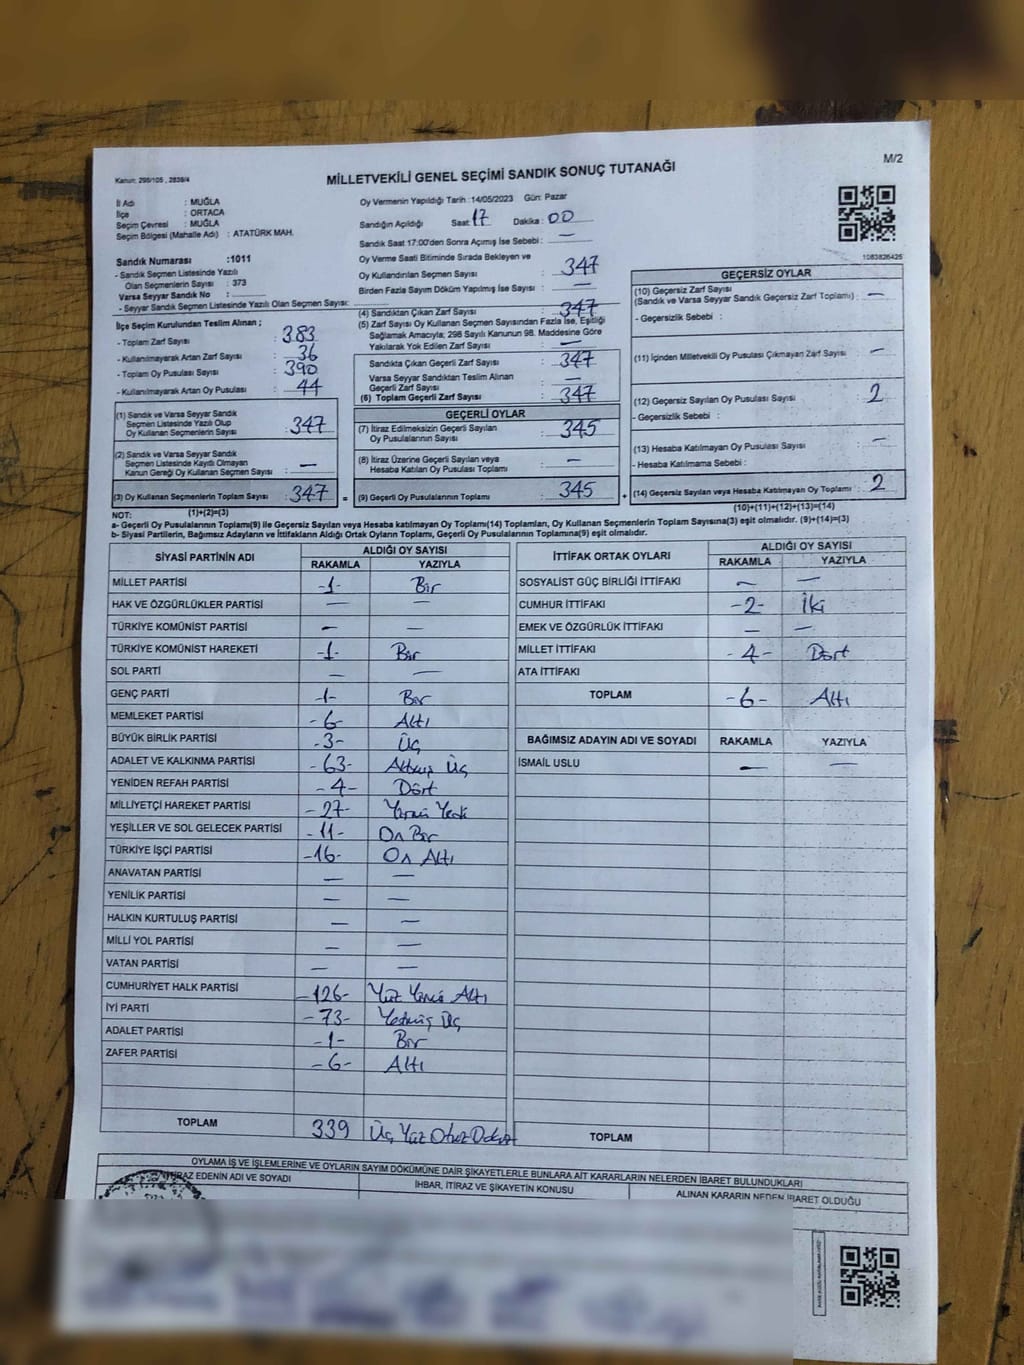 M/2
Kanun: 298/105 , 2839/4
MİLLETVEKİLİ GENEL SEÇİMİ SANDIK SONUÇ TUTANAĞI
İl Adı : MUĞLA
İlçe : ORTACA
Seçim Çevresi : MUĞLA
Seçim Bölgesi (Mahalle Adı) : ATATÜRK MAH.
Oy Vermenin Yapıldığı Tarih :14/05/2023 Gün: Pazar
Sandığın Açıldığı Saat: 17 Dakika : 00
Sandık Saat 17:00'den Sonra Açımış İse Sebebi : —
Sandık Numarası :1011
- Sandık Seçmen Listesinde Yazılı
Olan Seçmenlerin Sayısı : 373
Varsa Seyyar Sandık No :
- Seyyar Sandık Seçmen Listesinde Yazılı Olan Seçmen Sayısı:
Oy Verme Saati Bitiminde Sırada Bekleyen ve
Oy Kullandırılan Seçmen Sayısı : 347
Birden Fazla Sayım Döküm Yapılmış İse Sayısı : —
1083826425
İlçe Seçim Kurulundan Teslim Alınan ;
- Toplam Zarf Sayısı : 383
- Kullanılmayarak Artan Zarf Sayısı : 36
- Toplam Oy Pusulası Sayısı : 390
- Kullanılmayarak Artan Oy Pusulası : 44
(4) Sandıktan Çıkan Zarf Sayısı : 347
(5) Zarf Sayısı Oy Kullanan Seçmen Sayısından Fazla İse, Eşitliği
Sağlamak Amacıyla; 298 Sayılı Kanunun 98. Maddesine Göre
Yakılarak Yok Edilen Zarf Sayısı : —
Sandıkta Çıkan Geçerli Zarf Sayısı : 347
Varsa Seyyar Sandıktan Teslim Alınan
Geçerli Zarf Sayısı : —
(6) Toplam Geçerli Zarf Sayısı : 347
(1) Sandık ve Varsa Seyyar Sandık
Seçmen Listesinde Yazılı Olup
Oy Kullanan Seçmenlerin Sayısı : 347
(2) Sandık ve Varsa Seyyar Sandık
Seçmen Listesinde Kaydı Olmayan
Kanun Gereği Oy Kullanan Seçmen Sayısı : —
(3) Oy Kullanan Seçmenlerin Toplam Sayısı : 347 =
GEÇERLİ OYLAR
(7) İtiraz Edilmeksizin Geçerli Sayılan
Oy Pusulalarının Sayısı : 345
(8) İtiraz Üzerine Geçerli Sayılan veya
Hesaba Katılan Oy Pusulası Toplamı : —
(9) Geçerli Oy Pusulalarının Toplamı : 345 +
GEÇERSİZ OYLAR
(10) Geçersiz Zarf Sayısı
(Sandık ve Varsa Seyyar Sandık Geçersiz Zarf Toplamı) : —
- Geçersizlik Sebebi :
(11) İçinden Milletvekili Oy Pusulası Çıkmayan Zarf Sayısı : —
(12) Geçersiz Sayılan Oy Pusulası Sayısı : 2
- Geçersizlik Sebebi :
(13) Hesaba Katılmayan Oy Pusulası Sayısı : —
- Hesaba Katılmama Sebebi :
(14) Geçersiz Sayılan veya Hesaba Katılmayan Oy Toplamı : 2
NOT: (1)+(2)=(3) (10)+(11)+(12)+(13)=(14)
a- Geçerli Oy Pusulalarının Toplamı(9) ile Geçersiz Sayılan veya Hesaba katılmayan Oy Toplamı(14) Toplamları, Oy Kullanan Seçmenlerin Toplam Sayısına(3) eşit olmalıdır. (9)+(14)=(3)
b- Siyasi Partilerin, Bağımsız Adayların ve İttifakların Aldığı Ortak Oyların Toplamı, Geçerli Oy Pusulalarının Toplamına(9) eşit olmalıdır.
SİYASİ PARTİNİN ADI ALDIĞI OY SAYISI
RAKAMLA YAZIYLA
MİLLET PARTİSİ -1- Bir
HAK VE ÖZGÜRLÜKLER PARTİSİ — —
TÜRKİYE KOMÜNİST PARTİSİ — —
TÜRKİYE KOMÜNİST HAREKETİ -1- Bir
SOL PARTİ — —
GENÇ PARTİ -1- Bir
MEMLEKET PARTİSİ -6- Altı
BÜYÜK BİRLİK PARTİSİ -3- Üç
ADALET VE KALKINMA PARTİSİ -63- Altmış Üç
YENİDEN REFAH PARTİSİ -4- Dört
MİLLİYETÇİ HAREKET PARTİSİ -27- Yirmi Yedi
YEŞİLLER VE SOL GELECEK PARTİSİ -11- On Bir
TÜRKİYE İŞÇİ PARTİSİ -16- On Altı
ANAVATAN PARTİSİ — —
YENİLİK PARTİSİ — —
HALKIN KURTULUŞ PARTİSİ — —
MİLLİ YOL PARTİSİ — —
VATAN PARTİSİ — —
CUMHURİYET HALK PARTİSİ -126- Yüz Yirmi Altı
İYİ PARTİ -73- Yetmiş Üç
ADALET PARTİSİ -1- Bir
ZAFER PARTİSİ -6- Altı
TOPLAM 339 Üç Yüz Otuz Dokuz
İTTİFAK ORTAK OYLARI ALDIĞI OY SAYISI
RAKAMLA YAZIYLA
SOSYALİST GÜÇ BİRLİĞİ İTTİFAKI — —
CUMHUR İTTİFAKI -2- İki
EMEK VE ÖZGÜRLÜK İTTİFAKI — —
MİLLET İTTİFAKI -4- Dört
ATA İTTİFAKI
TOPLAM -6- Altı
BAĞIMSIZ ADAYIN ADI VE SOYADI RAKAMLA YAZIYLA
İSMAİL USLU — —
TOPLAM
OYLAMA İŞ VE İŞLEMLERİNE VE OYLARIN SAYIM DÖKÜMÜNE DAİR ŞİKAYETLERLE BUNLARA AİT KARARLARIN NELERDEN İBARET BULUNDUKLARI
İTİRAZ EDENİN ADI VE SOYADI İHBAR, İTİRAZ VE ŞİKAYETİN KONUSU ALINAN KARARIN NEDEN İBARET OLDUĞU